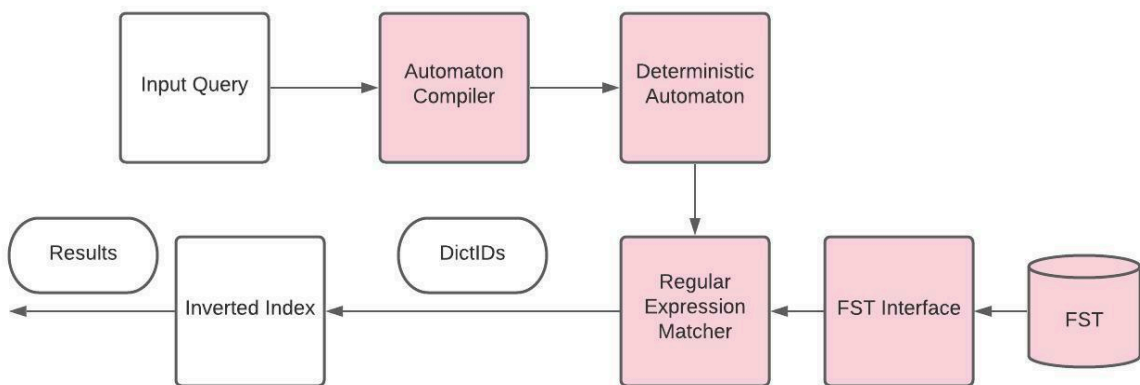 Input Query
Automaton
Compiler
Deterministic
Automaton
Results
Inverted Index
DictIDs
Regular
Expression
Matcher
FST Interface
FST